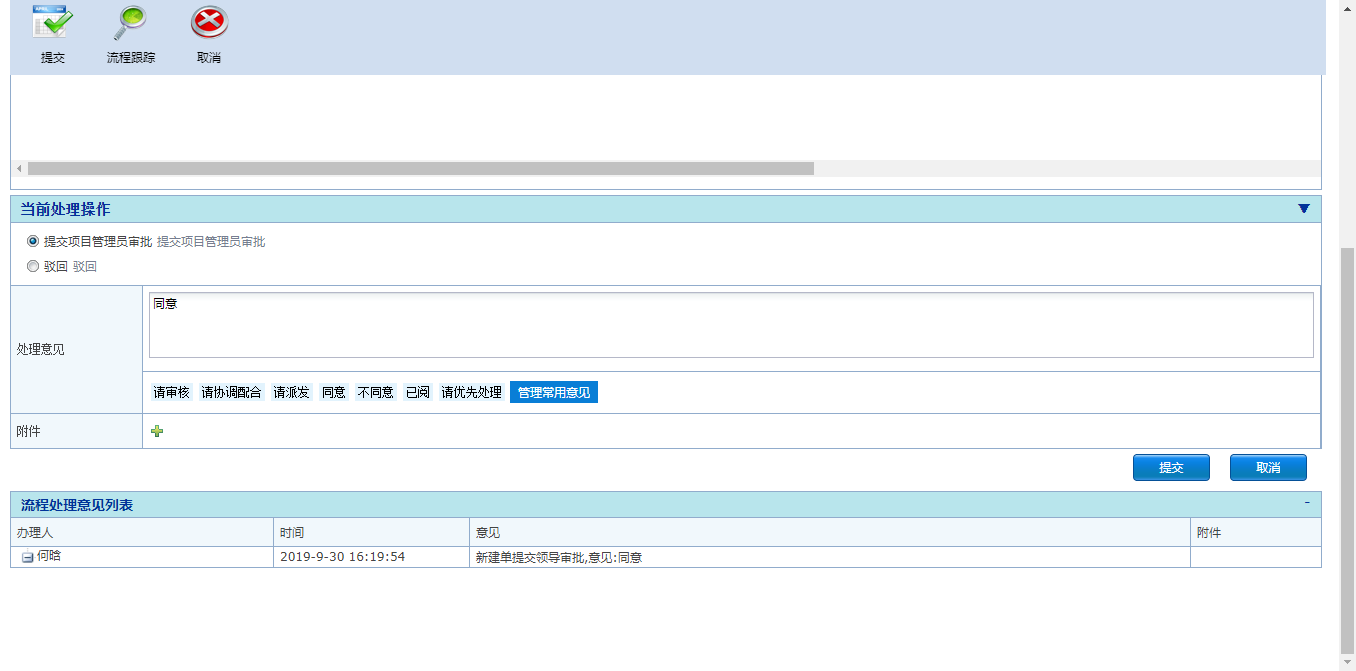 提交 流程跟踪 取消
当前处理操作
提交项目管理员审批 提交项目管理员审批
驳回 驳回
处理意见
同意
请审核 请协调配合 请派发 同意 不同意 已阅 请优先处理 管理常用意见
附件
提交 取消
流程处理意见列表
办理人 时间 意见 附件
何晗 2019-9-30 16:19:54 新建单提交领导审批,意见:同意